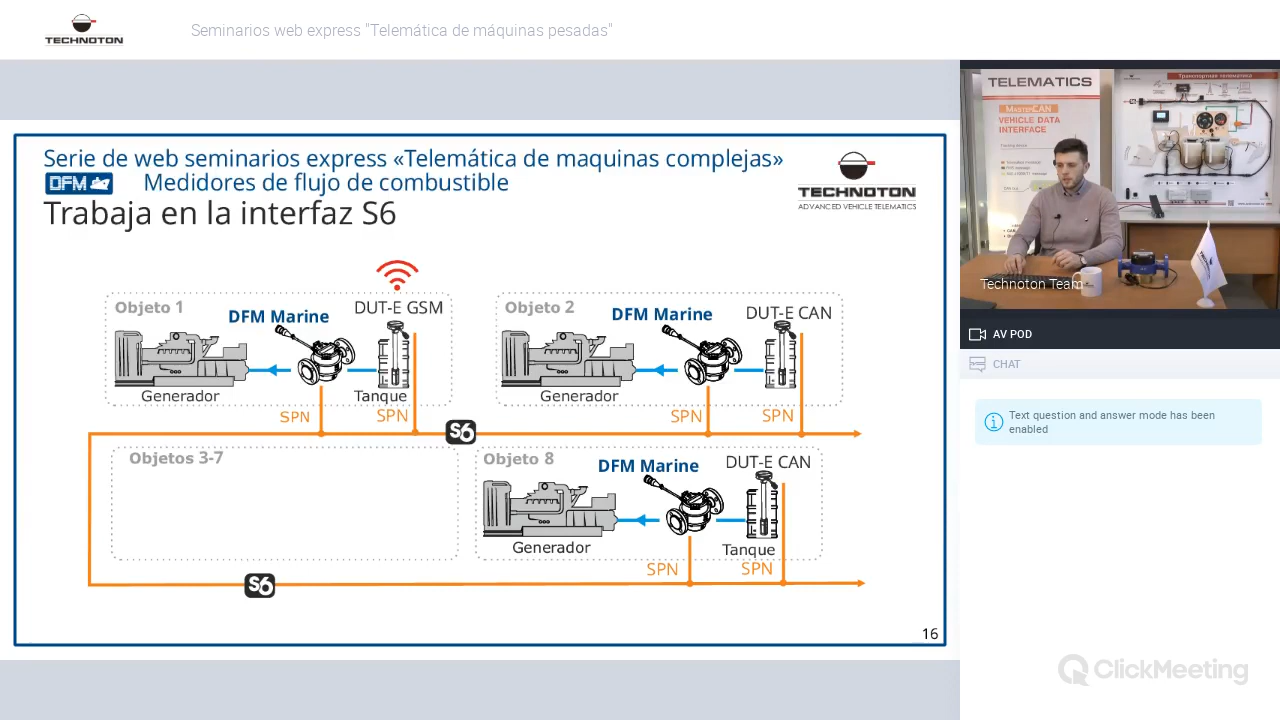 TECHNOTON
Seminarios web express "Telemática de máquinas pesadas"
Serie de web seminarios express «Telemática de maquinas complejas»
DFM Medidores de flujo de combustible
Trabaja en la interfaz S6
TECHNOTON
ADVANCED VEHICLE TELEMATICS
Objeto 1
DFM Marine
DUT-E GSM
Generador
Tanque
SPN
SPN
Objeto 2
DFM Marine
DUT-E CAN
Generador
SPN
SPN
S6
Objetos 3-7
Objeto 8
DFM Marine
DUT-E CAN
Generador
Tanque
SPN
SPN
S6
16
TELEMATICS
MASTERCAN
VEHICLE DATA
INTERFACE
Транспортная телематика
Technoton Team
AV POD
CHAT
Text question and answer mode has been
enabled
ClickMeeting